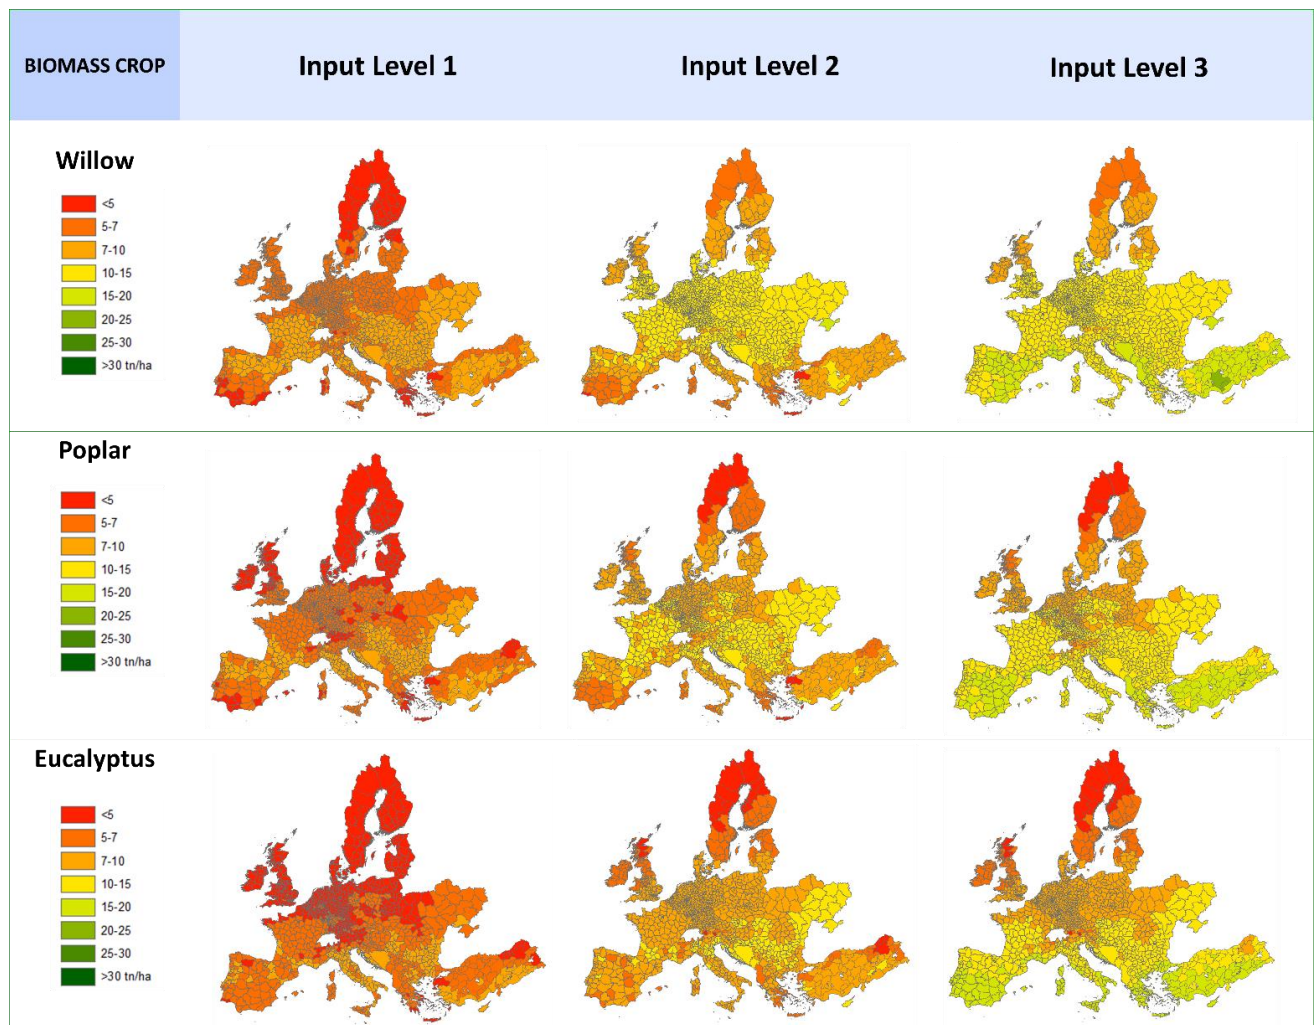 BIOMASS CROP
Input Level 1
Input Level 2
Input Level 3
Willow
<5
5-7
7-10
10-15
15-20
20-25
25-30
>30 tn/ha
Poplar
<5
5-7
7-10
10-15
15-20
20-25
25-30
>30 tn/ha
Eucalyptus
<5
5-7
7-10
10-15
15-20
20-25
25-30
>30 tn/ha